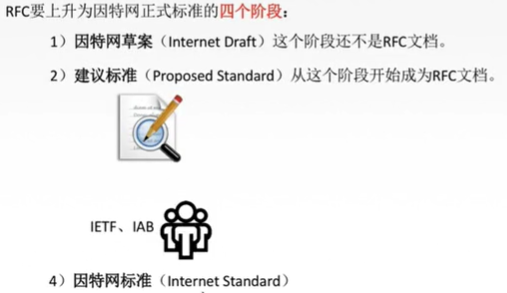 RFC要上升为因特网正式标准的四个阶段：
1）因特网草案（Internet Draft）这个阶段还不是RFC文档。
2）建议标准（Proposed Standard）从这个阶段开始成为RFC文档。
IETF、IAB
4）因特网标准（Internet Standard）